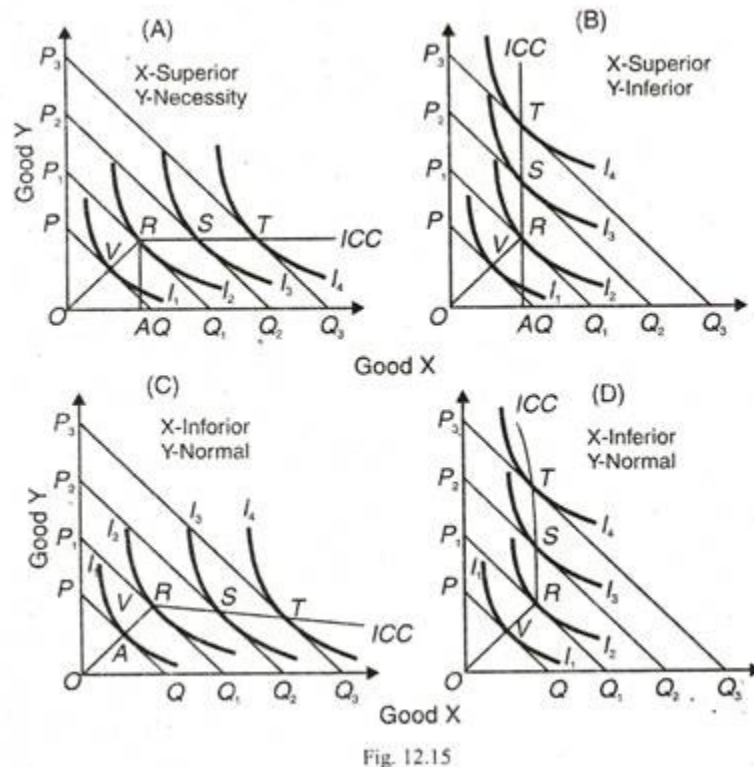 (A)
X-Superior
Y-Necessity
Good Y
P₃
P₂
P₁
P
V
R
S
T
ICC
I₁
I₂
I₃
I₄
O
A Q Q₁ Q₂ Q₃
(B)
X-Superior
Y-Inferior
ICC
P₃
P₂
P₁
P
T
S
R
V
I₄
I₃
I₂
I₁
O
A Q Q₁ Q₂ Q₃
Good X
(C)
X-Inforior
Y-Normal
Good Y
P₃
P₂
P₁
P
I₁
I₂
I₃
I₄
V
R
S
T
A
ICC
O
Q Q₁ Q₂ Q₃
(D)
X-Inferior
Y-Normal
ICC
P₃
P₂
P₁
P
I₁
T
S
R
V
I₄
I₃
I₂
I₁
O
Q Q₁ Q₂ Q₃
Good X
Fig. 12.15